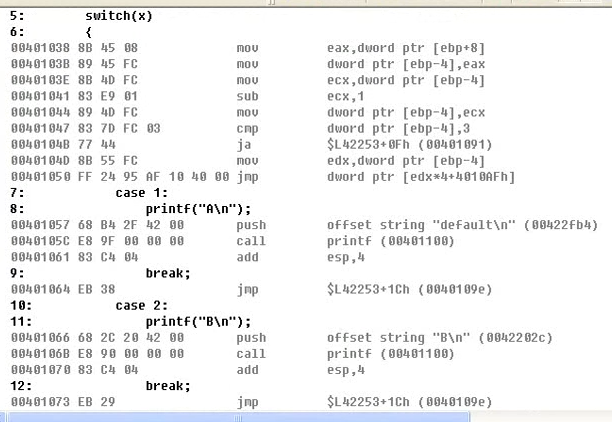 5: switch(x)
6: {
00401038 8B 45 08 mov eax,dword ptr [ebp+8]
0040103B 89 45 FC mov dword ptr [ebp-4],eax
0040103E 8B 4D FC mov ecx,dword ptr [ebp-4]
00401041 83 E9 01 sub ecx,1
00401044 89 4D FC mov dword ptr [ebp-4],ecx
00401047 83 7D FC 03 cmp dword ptr [ebp-4],3
0040104B 77 44 ja $L42253+0Fh (00401091)
0040104D 8B 55 FC mov edx,dword ptr [ebp-4]
00401050 FF 24 95 AF 10 40 00 jmp dword ptr [edx*4+4010AFh]
7: case 1:
8: printf("A\n");
00401057 68 B4 2F 42 00 push offset string "default\n" (00422fb4)
0040105C E8 9F 00 00 00 call printf (00401100)
00401061 83 C4 04 add esp,4
9: break;
00401064 EB 38 jmp $L42253+1Ch (0040109e)
10: case 2:
11: printf("B\n");
00401066 68 2C 20 42 00 push offset string "B\n" (0042202c)
0040106B E8 90 00 00 00 call printf (00401100)
00401070 83 C4 04 add esp,4
12: break;
00401073 EB 29 jmp $L42253+1Ch (0040109e)